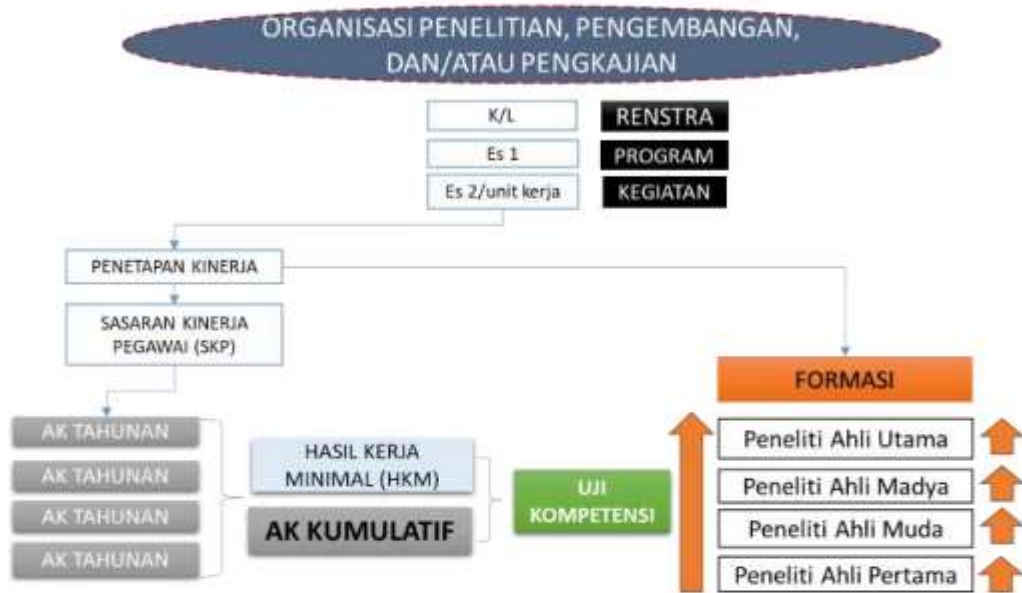 ORGANISASI PENELITIAN, PENGEMBANGAN,
DAN/ATAU PENGKAJIAN
K/L
RENSTRA
Es 1
PROGRAM
Es 2/unit kerja
KEGIATAN
PENETAPAN KINERJA
SASARAN KINERJA
PEGAWAI (SKP)
AK TAHUNAN
AK TAHUNAN
AK TAHUNAN
AK TAHUNAN
HASIL KERJA
MINIMAL (HKM)
AK KUMULATIF
UJI
KOMPETENSI
FORMASI
Peneliti Ahli Utama
Peneliti Ahli Madya
Peneliti Ahli Muda
Peneliti Ahli Pertama